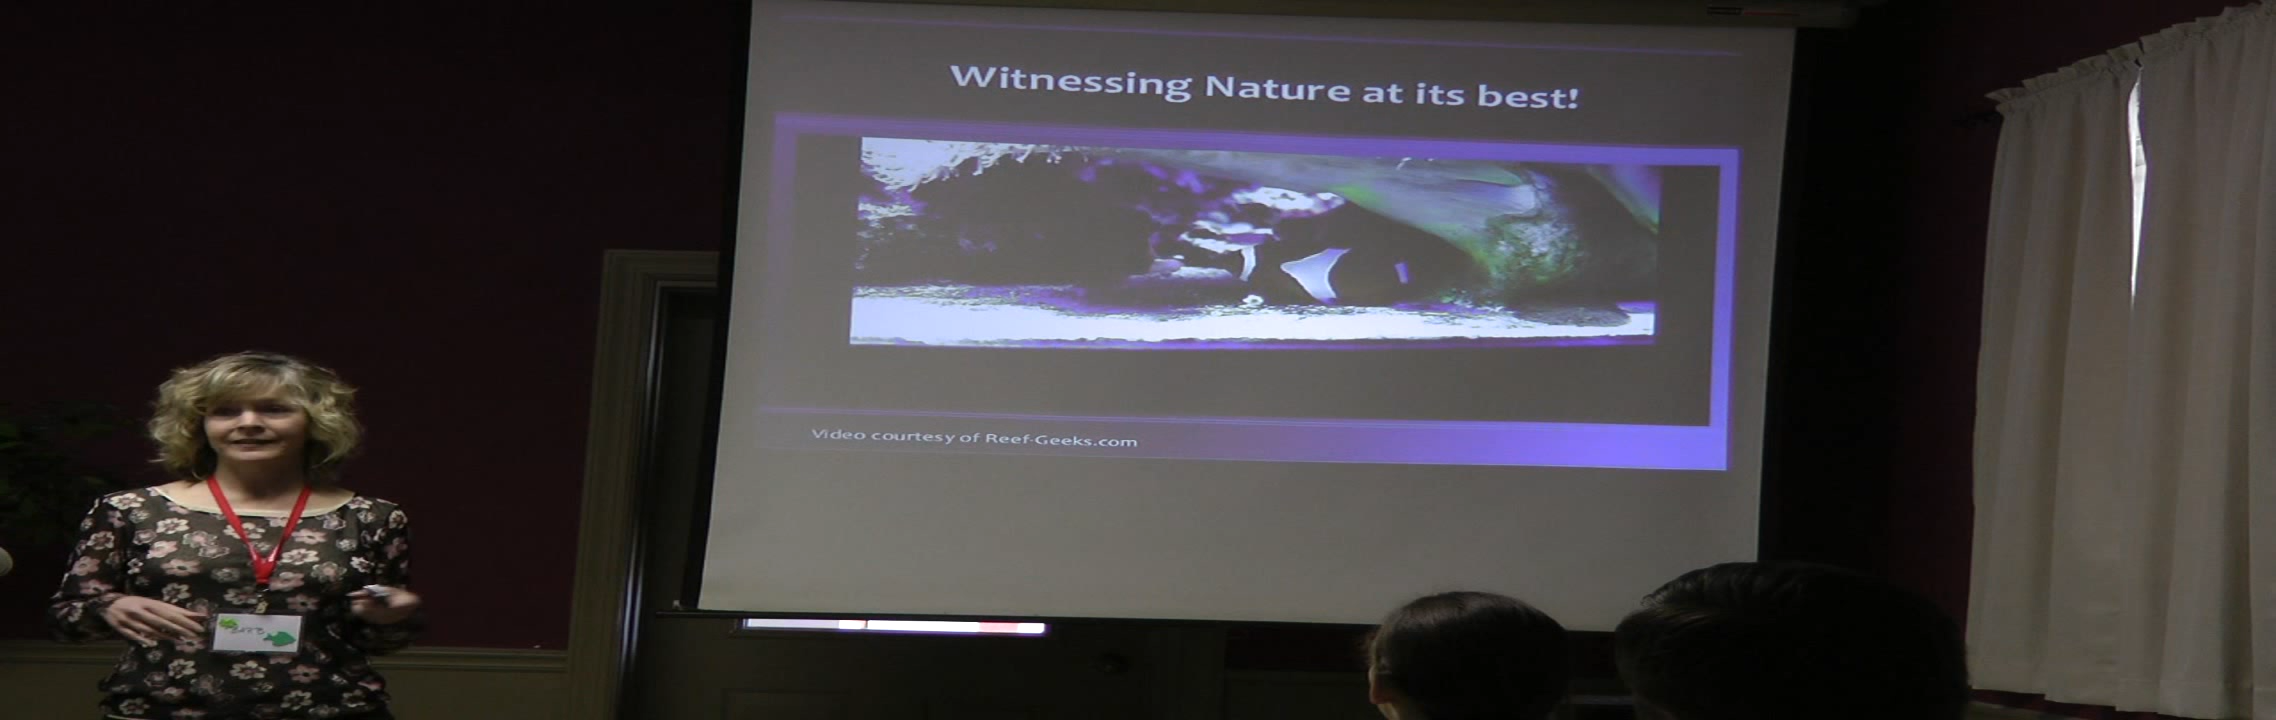 Witnessing Nature at its best!
Video courtesy of Reef-Geeks.com